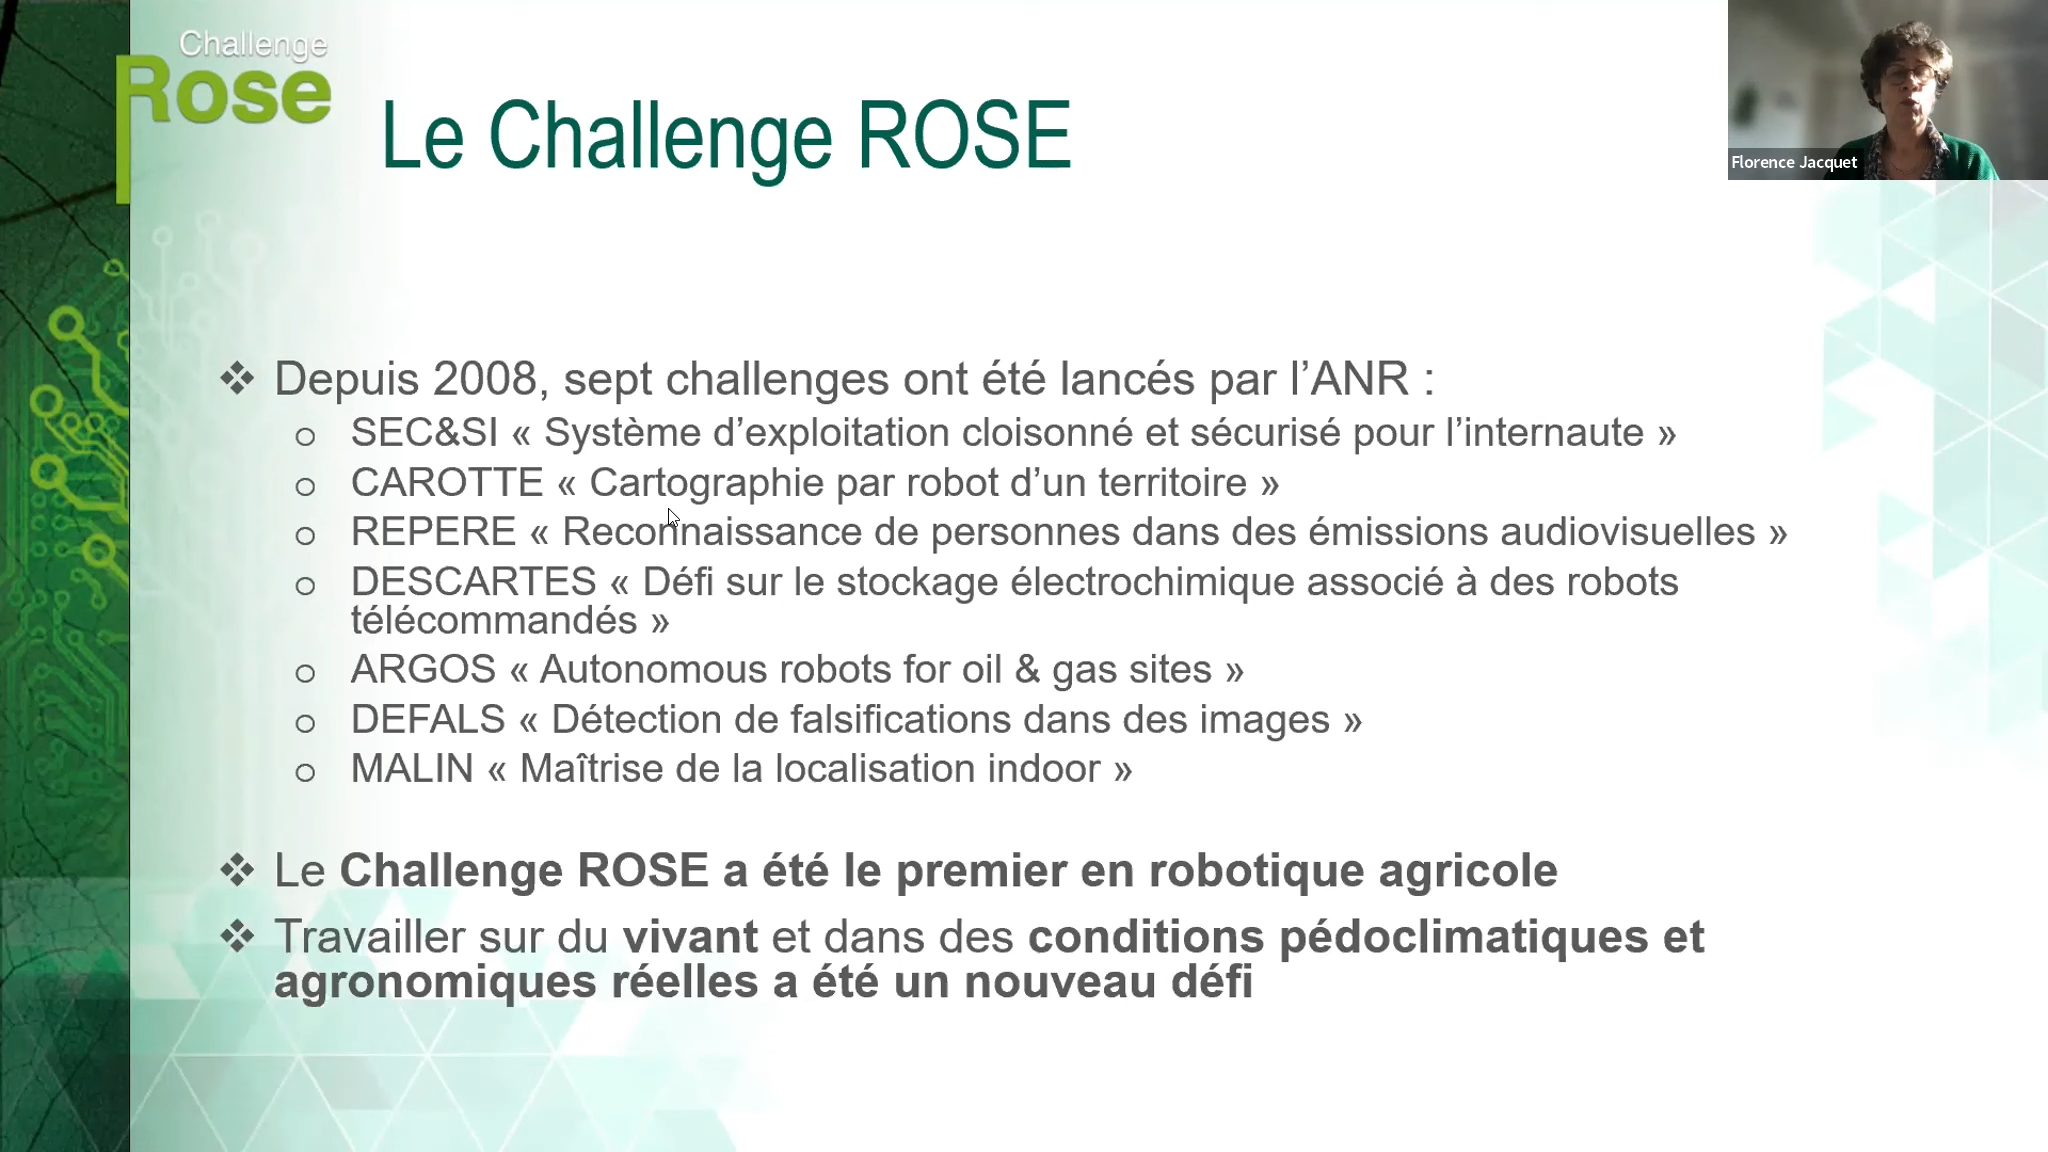 Challenge
Rose
Le Challenge ROSE
Florence Jacquet
❖ Depuis 2008, sept challenges ont été lancés par l’ANR :
o SEC&SI « Système d’exploitation cloisonné et sécurisé pour l’internaute »
o CAROTTE « Cartographie par robot d’un territoire »
o REPERE « Reconnaissance de personnes dans des émissions audiovisuelles »
o DESCARTES « Défi sur le stockage électrochimique associé à des robots
télécommandés »
o ARGOS « Autonomous robots for oil & gas sites »
o DEFALS « Détection de falsifications dans des images »
o MALIN « Maîtrise de la localisation indoor »
❖ Le Challenge ROSE a été le premier en robotique agricole
❖ Travailler sur du vivant et dans des conditions pédoclimatiques et
agronomiques réelles a été un nouveau défi